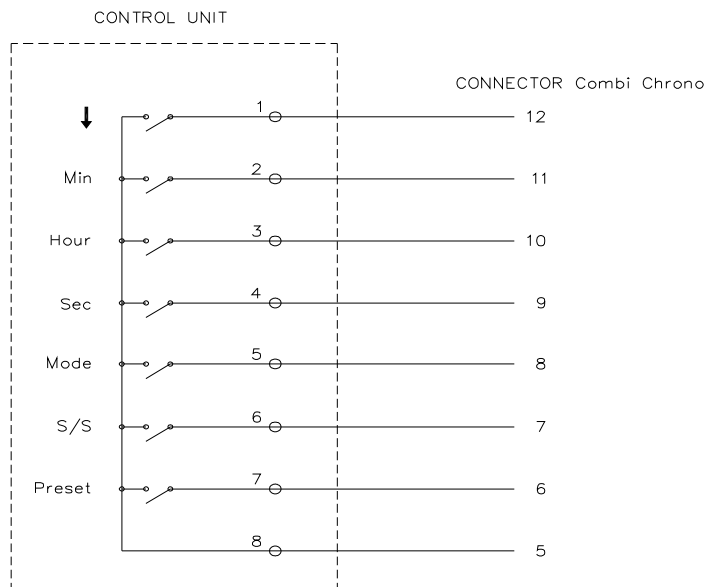 CONTROL UNIT
CONNECTOR Combi Chrono
1 12
Min 2 11
Hour 3 10
Sec 4 9
Mode 5 8
S/S 6 7
Preset 7 6
8 5